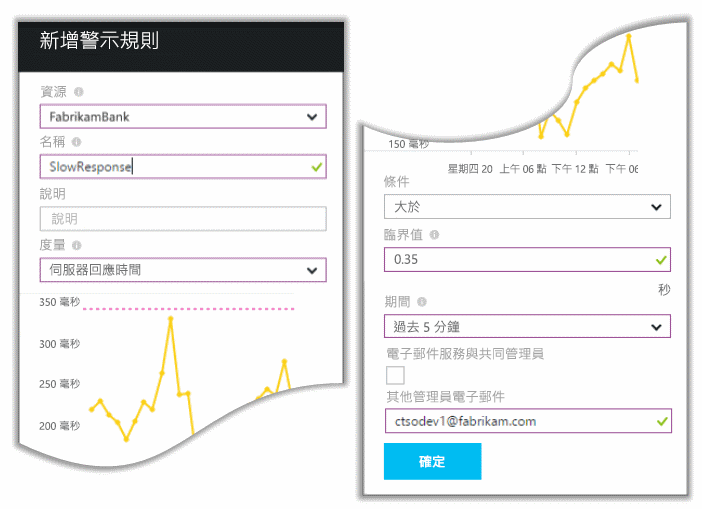 新增警示規則
資源
FabrikamBank
名稱
SlowResponse
說明
說明
度量
伺服器回應時間
350 毫秒
300 毫秒
250 毫秒
200 毫秒
150 毫秒
星期四 20 上午 06 點 下午 12 點 下午 06
條件
大於
臨界值
0.35
秒
期間
過去 5 分鐘
電子郵件服務與共同管理員
其他管理員電子郵件
ctsodev1@fabrikam.com
確定